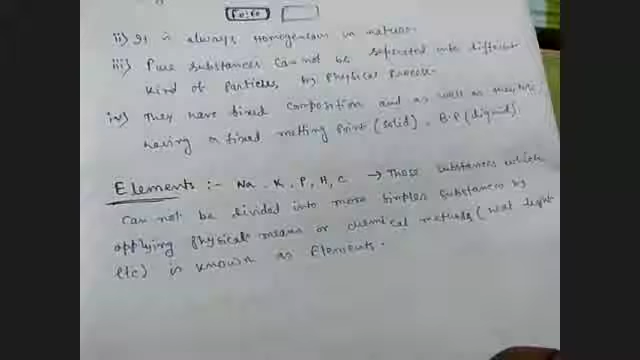 ii) It is always Homogeneous in nature.
iii) Pure substances can not be seperated into different
kind of Particles by Physical Process.
iv) They have fixed composition and as well as they're
having a fixed melting Point (solid), B.P (liquid)
Elements :- Na, K, P, H, C → Those substances which
can not be divided into more simpler substances by
applying physical means or chemical methods (heat light
etc) is known as Elements.